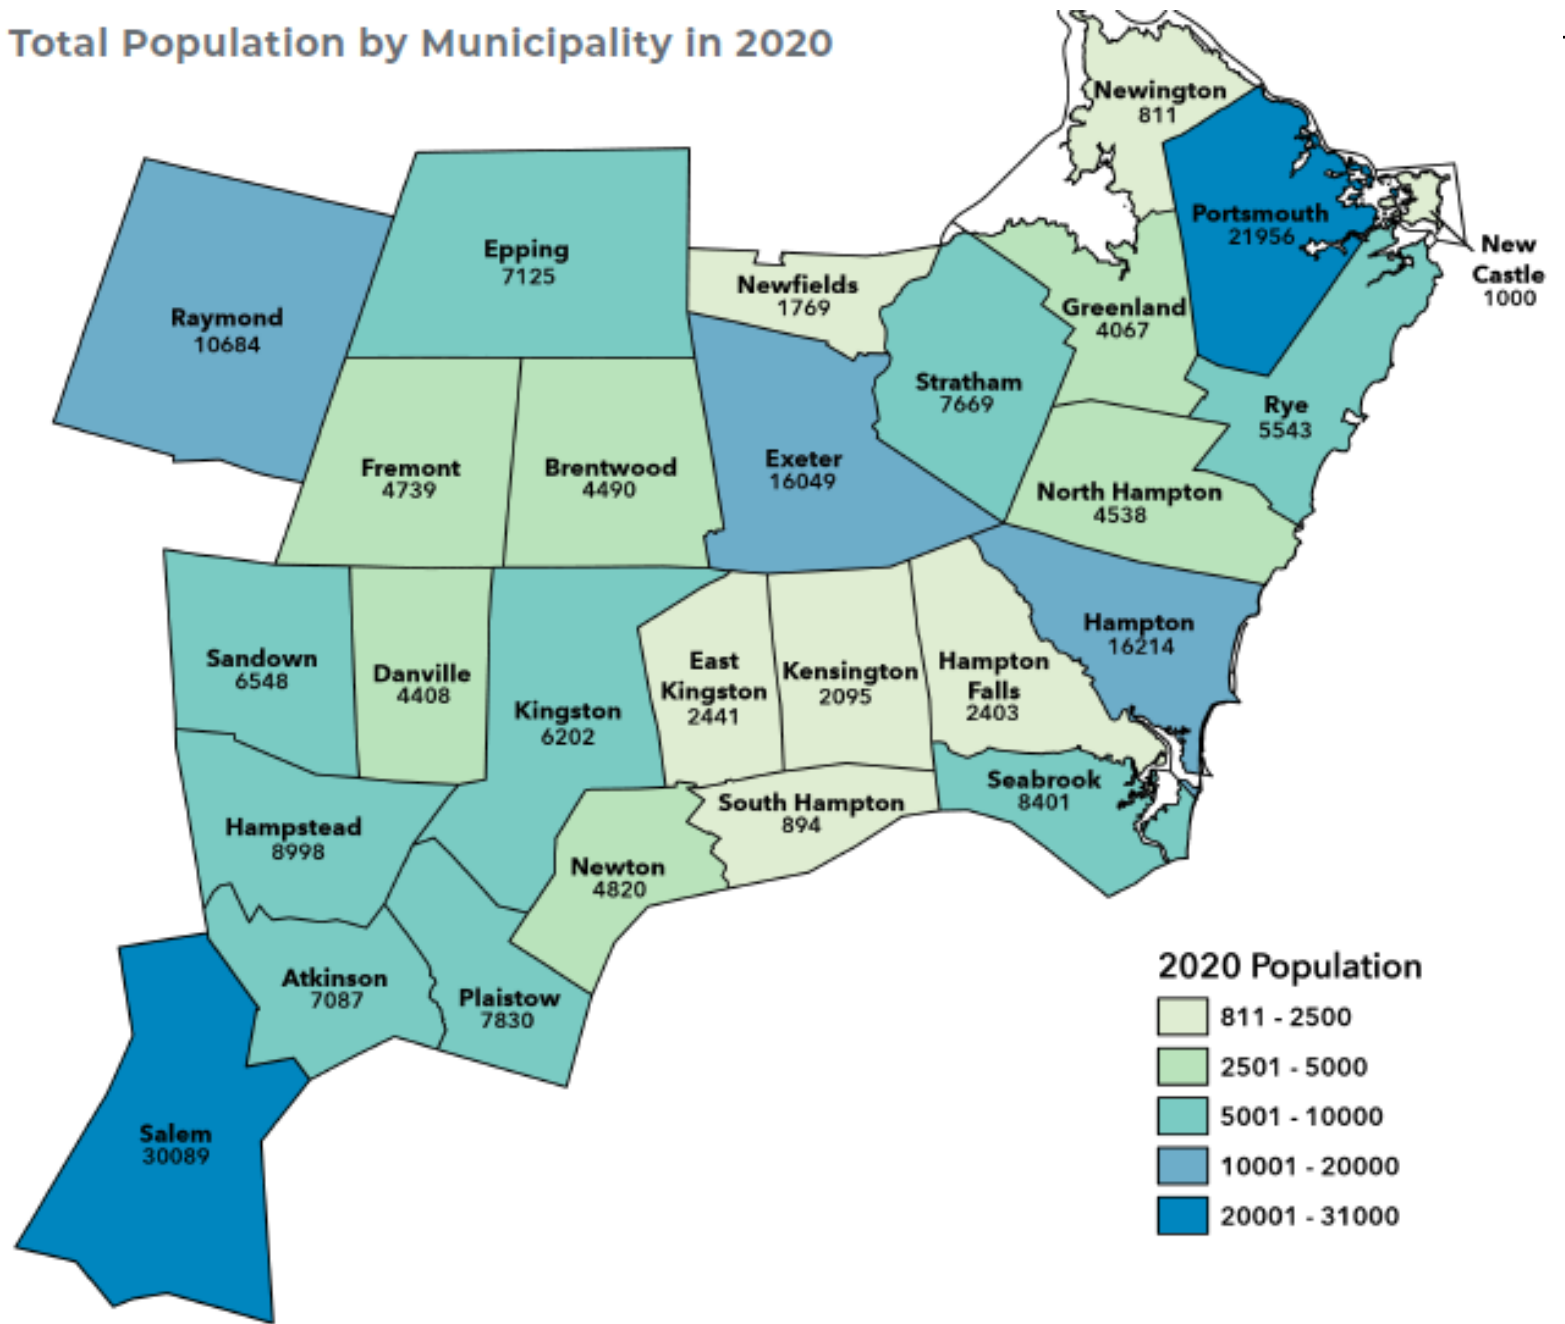 Total Population by Municipality in 2020
Newington
811
Portsmouth
21956
New
Castle
1000
Epping
7125
Newfields
1769
Raymond
10684
Greenland
4067
Stratham
7669
Rye
5543
Fremont
4739
Brentwood
4490
Exeter
16049
North Hampton
4538
Hampton
16214
Sandown
6548
Danville
4408
Kingston
6202
East
Kingston
2441
Kensington
2095
Hampton
Falls
2403
Seabrook
8401
South Hampton
894
Hampstead
8998
Newton
4820
Atkinson
7087
Plaistow
7830
Salem
30089
2020 Population
811 - 2500
2501 - 5000
5001 - 10000
10001 - 20000
20001 - 31000